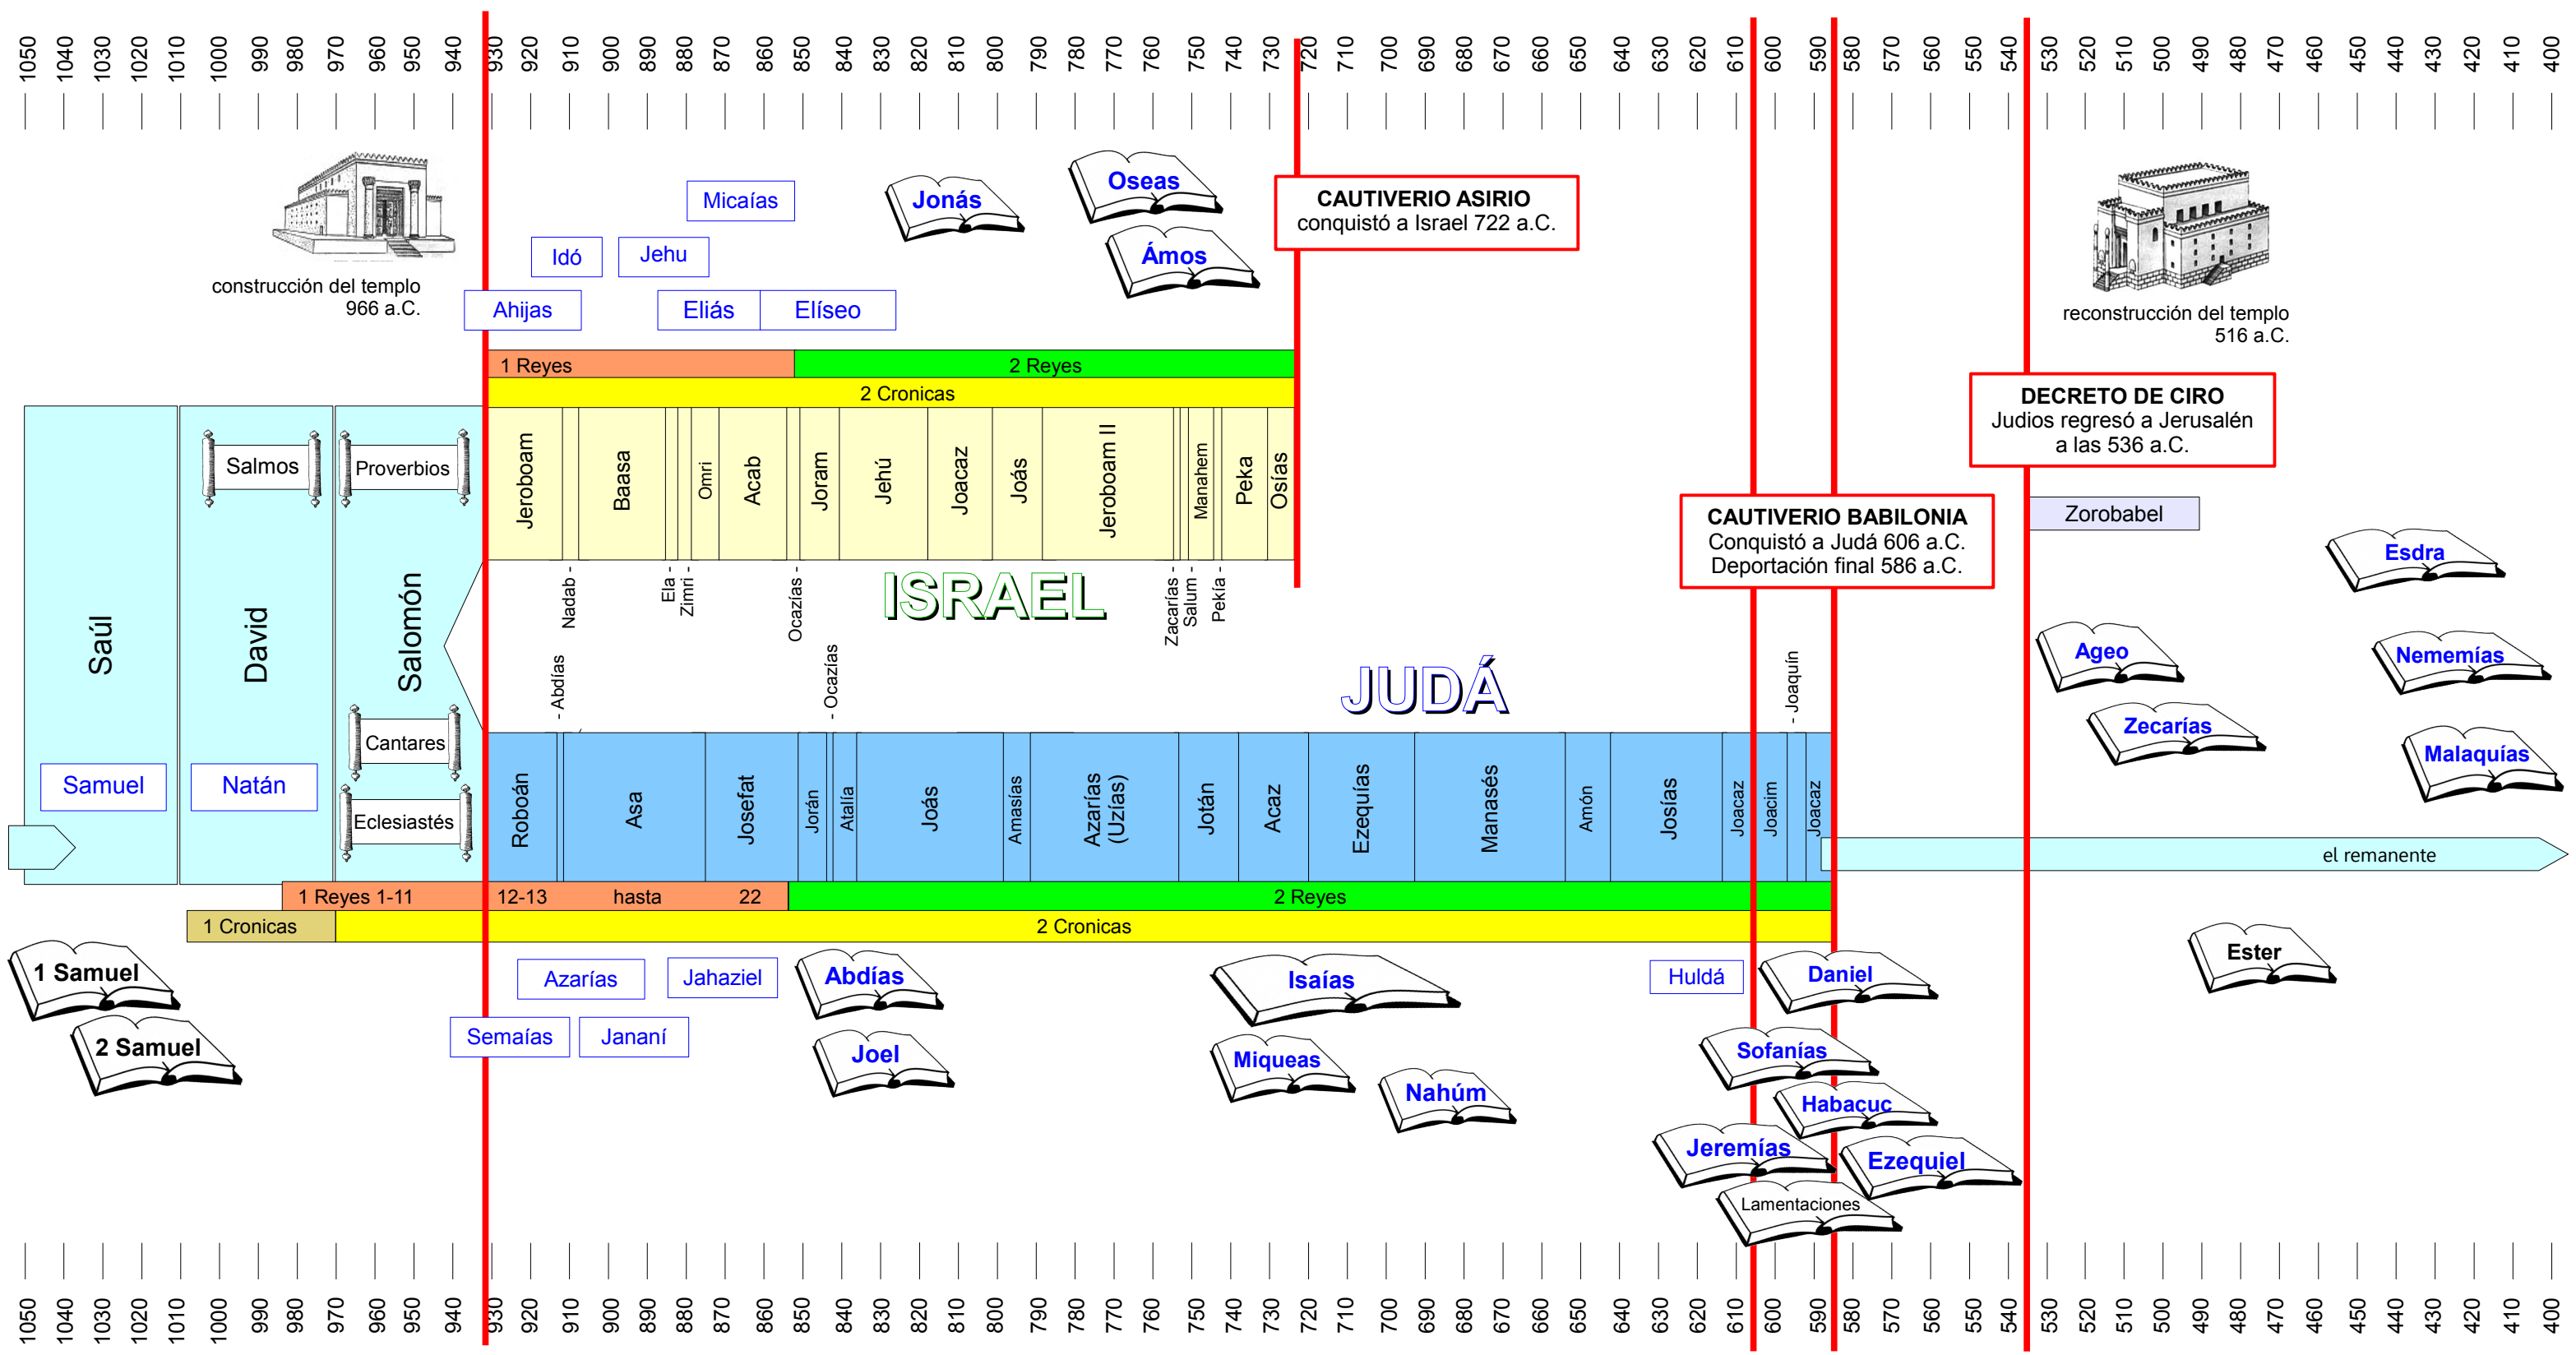 1050 1040 1030 1020 1010 1000 990 980 970 960 950 940 930 920 910 900 890 880 870 860 850 840 830 820 810 800 790 780 770 760 750 740 730 720 710 700 690 680 670 660 650 640 630 620 610 600 590 580 570 560 550 540 530 520 510 500 490 480 470 460 450 440 430 420 410 400
construcción del templo
966 a.C.
Micaías
Idó
Jehu
Ahijas
Eliás
Elíseo
Jonás
Oseas
Ámos
CAUTIVERIO ASIRIO
conquistó a Israel 722 a.C.
reconstrucción del templo
516 a.C.
1 Reyes
2 Reyes
2 Cronicas
DECRETO DE CIRO
Judios regresó a Jerusalén
a las 536 a.C.
Saúl
David
Salomón
Salmos
Proverbios
Jeroboam
Baasa
Omri
Acab
Joram
Jehú
Joacaz
Joás
Jeroboam II
Manahem
Peka
Osías
CAUTIVERIO BABILONIA
Conquistó a Judá 606 a.C.
Deportación final 586 a.C.
Zorobabel
Esdra
Nadab -
Ela -
Zimri -
Ocazías -
ISRAEL
Zacarías -
Salum -
Pekía -
Ageo
Nememías
- Abdías
- Ocazías
JUDÁ
- Joaquín
Zecarías
Malaquías
Cantares
Samuel
Natán
Eclesiastés
Roboán
Asa
Josefat
Jorán
Atalía
Joás
Amasías
Azarías
(Uzías)
Jotán
Acaz
Ezequías
Manasés
Amón
Josías
Joacaz
Joacim
Joacaz
el remanente
1 Reyes 1-11
12-13
hasta
22
2 Reyes
1 Cronicas
2 Cronicas
1 Samuel
2 Samuel
Azarías
Jahaziel
Semaías
Jananí
Abdías
Joel
Isaías
Miqueas
Nahúm
Huldá
Daniel
Ester
Sofanías
Habacuc
Jeremías
Ezequiel
Lamentaciones
1050 1040 1030 1020 1010 1000 990 980 970 960 950 940 930 920 910 900 890 880 870 860 850 840 830 820 810 800 790 780 770 760 750 740 730 720 710 700 690 680 670 660 650 640 630 620 610 600 590 580 570 560 550 540 530 520 510 500 490 480 470 460 450 440 430 420 410 400